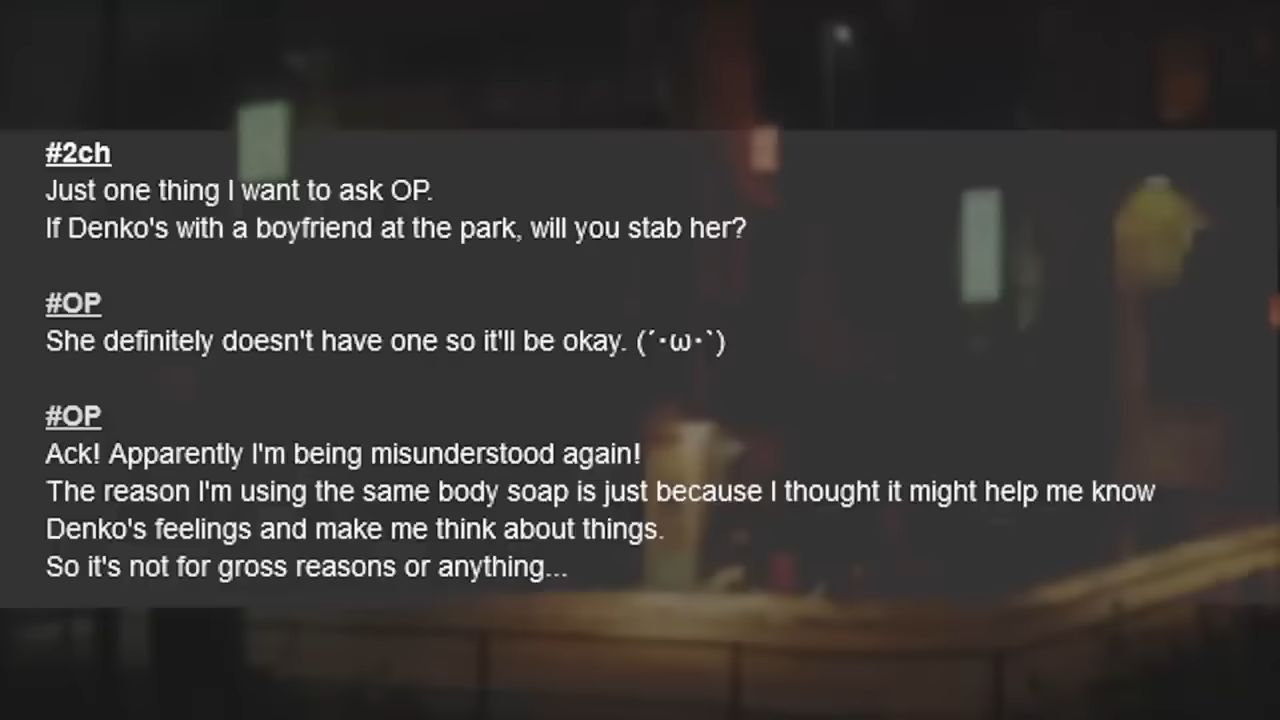 #2ch
Just one thing I want to ask OP.
If Denko's with a boyfriend at the park, will you stab her?
#OP
She definitely doesn't have one so it'll be okay. (´･ω･`)
#OP
Ack! Apparently I'm being misunderstood again!
The reason I'm using the same body soap is just because I thought it might help me know
Denko's feelings and make me think about things.
So it's not for gross reasons or anything...